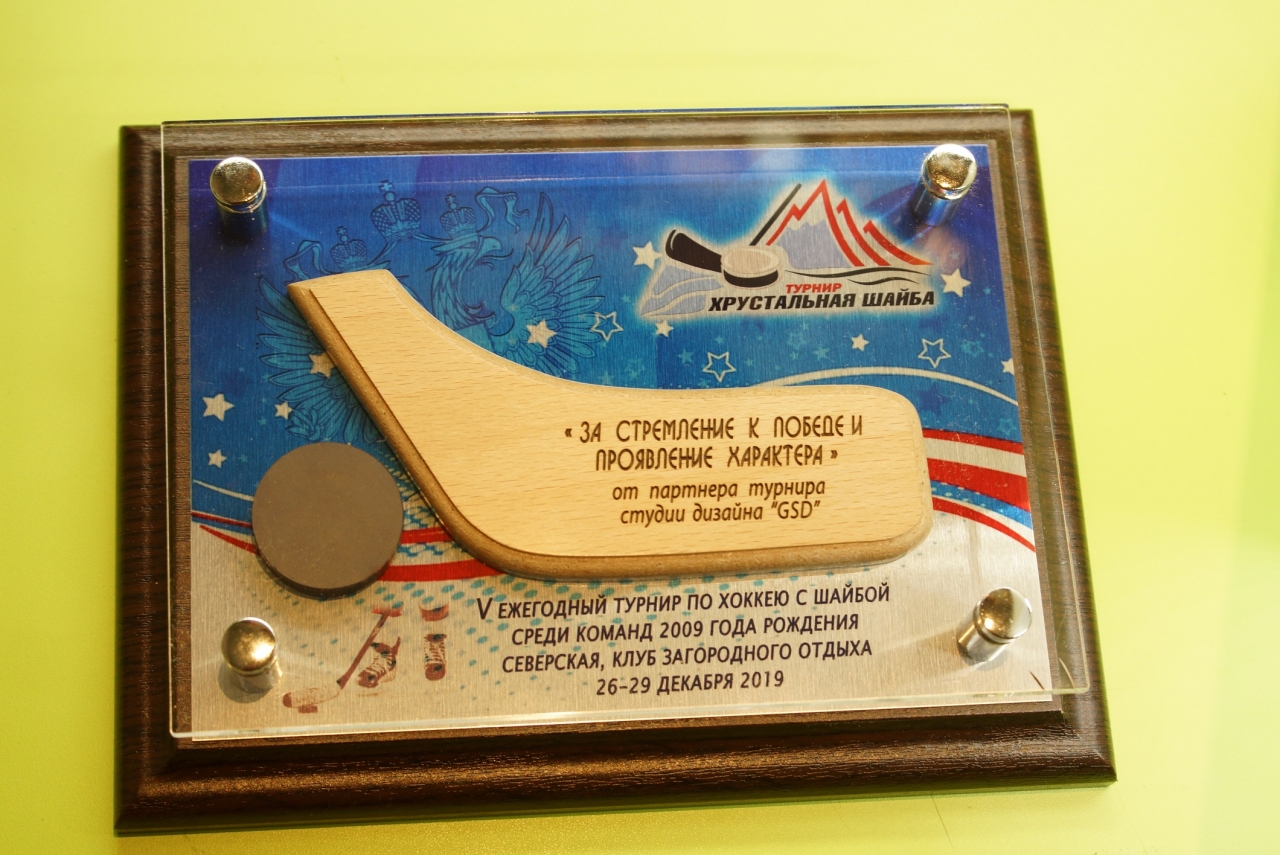 ТУРНИР
ХРУСТАЛЬНАЯ ШАЙБА
« ЗА СТРЕМЛЕНИЕ К ПОБЕДЕ И
ПРОЯВЛЕНИЕ ХАРАКТЕРА »
от партнера турнира
студии дизайна "GSD"
V ЕЖЕГОДНЫЙ ТУРНИР ПО ХОККЕЮ С ШАЙБОЙ
СРЕДИ КОМАНД 2009 ГОДА РОЖДЕНИЯ
СЕВЕРСКАЯ, КЛУБ ЗАГОРОДНОГО ОТДЫХА
26-29 ДЕКАБРЯ 2019